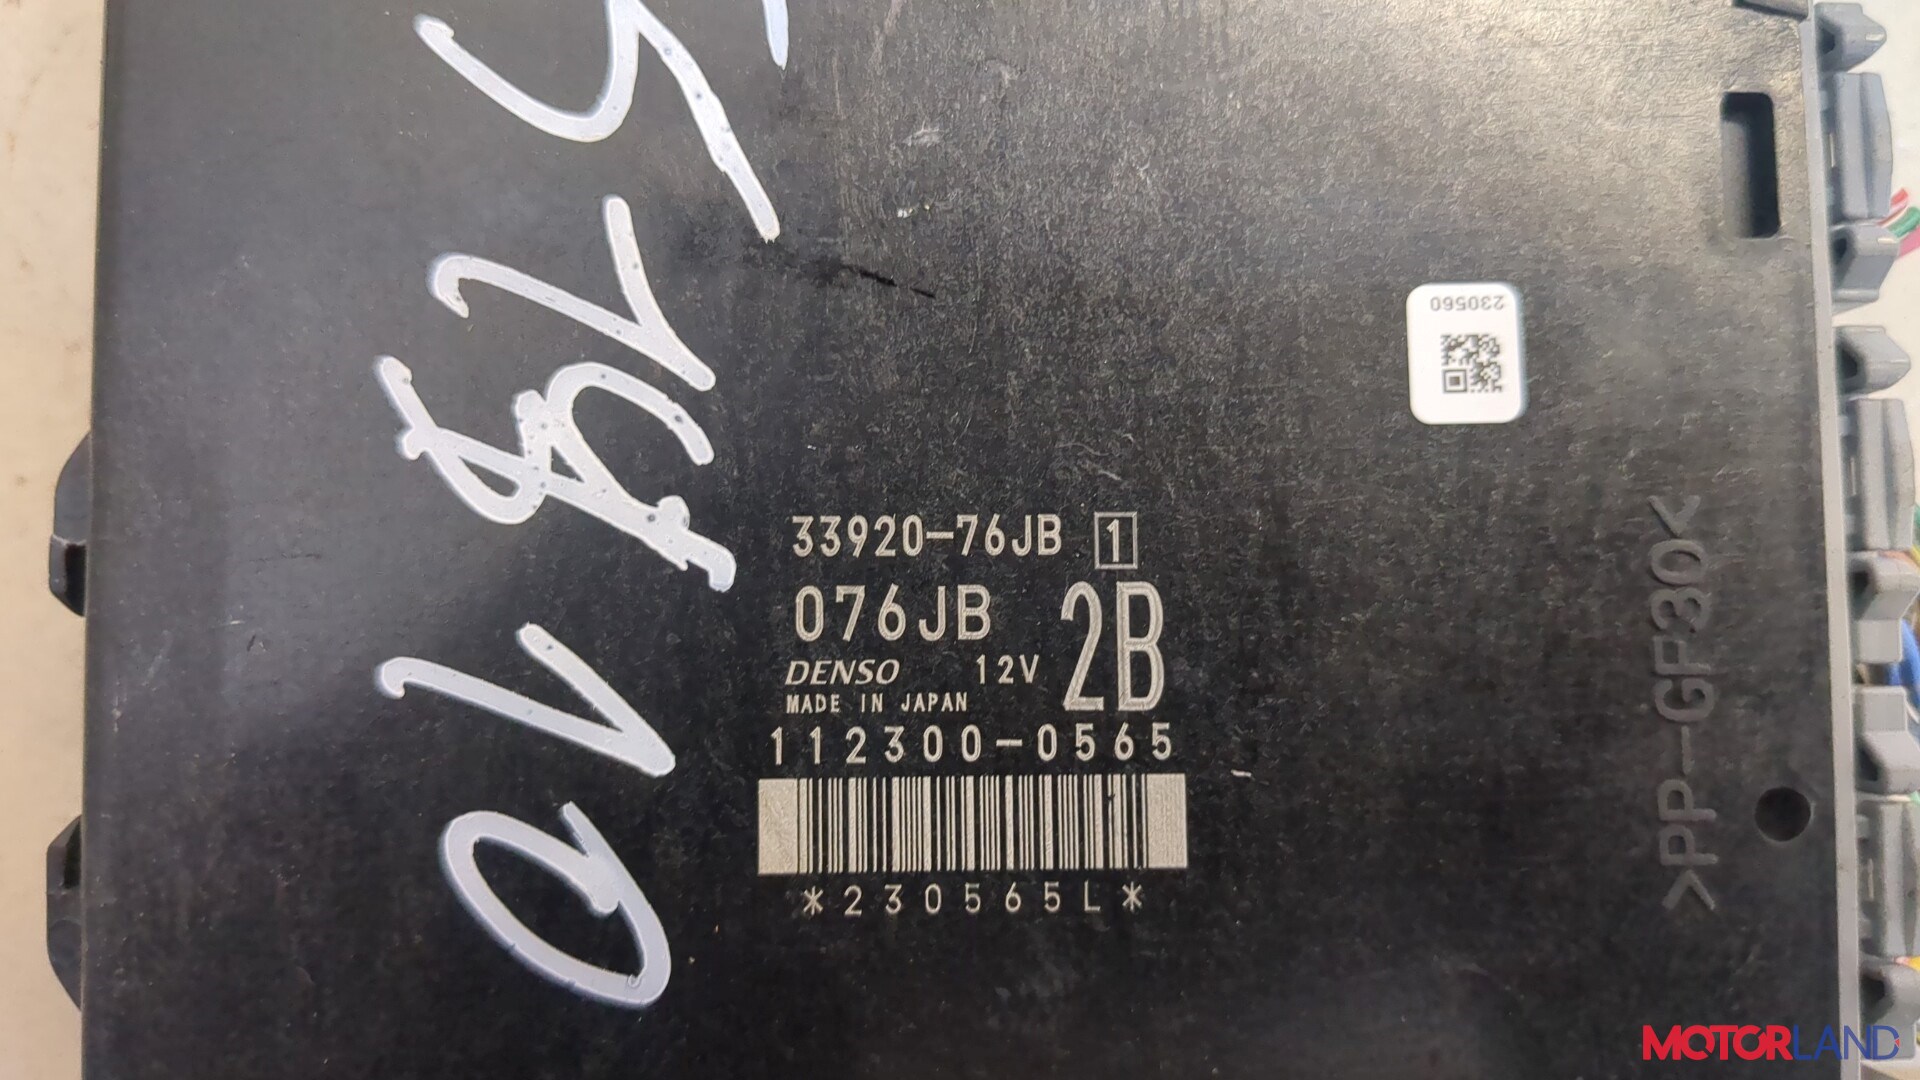 230560
33920-76JB 1
076JB 2B
DENSO 12V
MADE IN JAPAN
112300-0565
*230565L*
>PP-GF30<
MOTORLAND